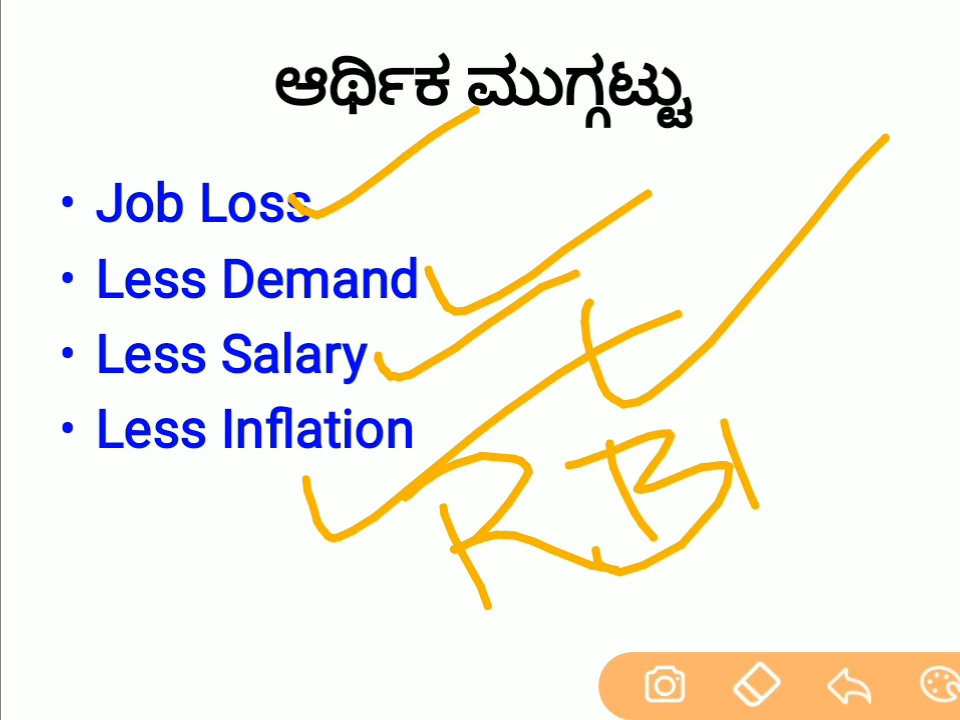 ಆರ್ಥಿಕ ಮುಗ್ಗಟ್ಟು
• Job Loss
• Less Demand
• Less Salary
• Less Inflation
RBI